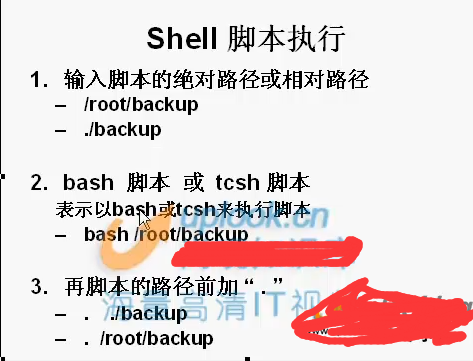 Shell 脚本执行
1. 输入脚本的绝对路径或相对路径
– /root/backup
– ./backup
2. bash 脚本 或 tcsh 脚本
表示以bash或tcsh来执行脚本
uplook.cn
– bash /root/backup
3. 再脚本的路径前加“.”
– . ./backup
海量高清IT视
– . /root/backup